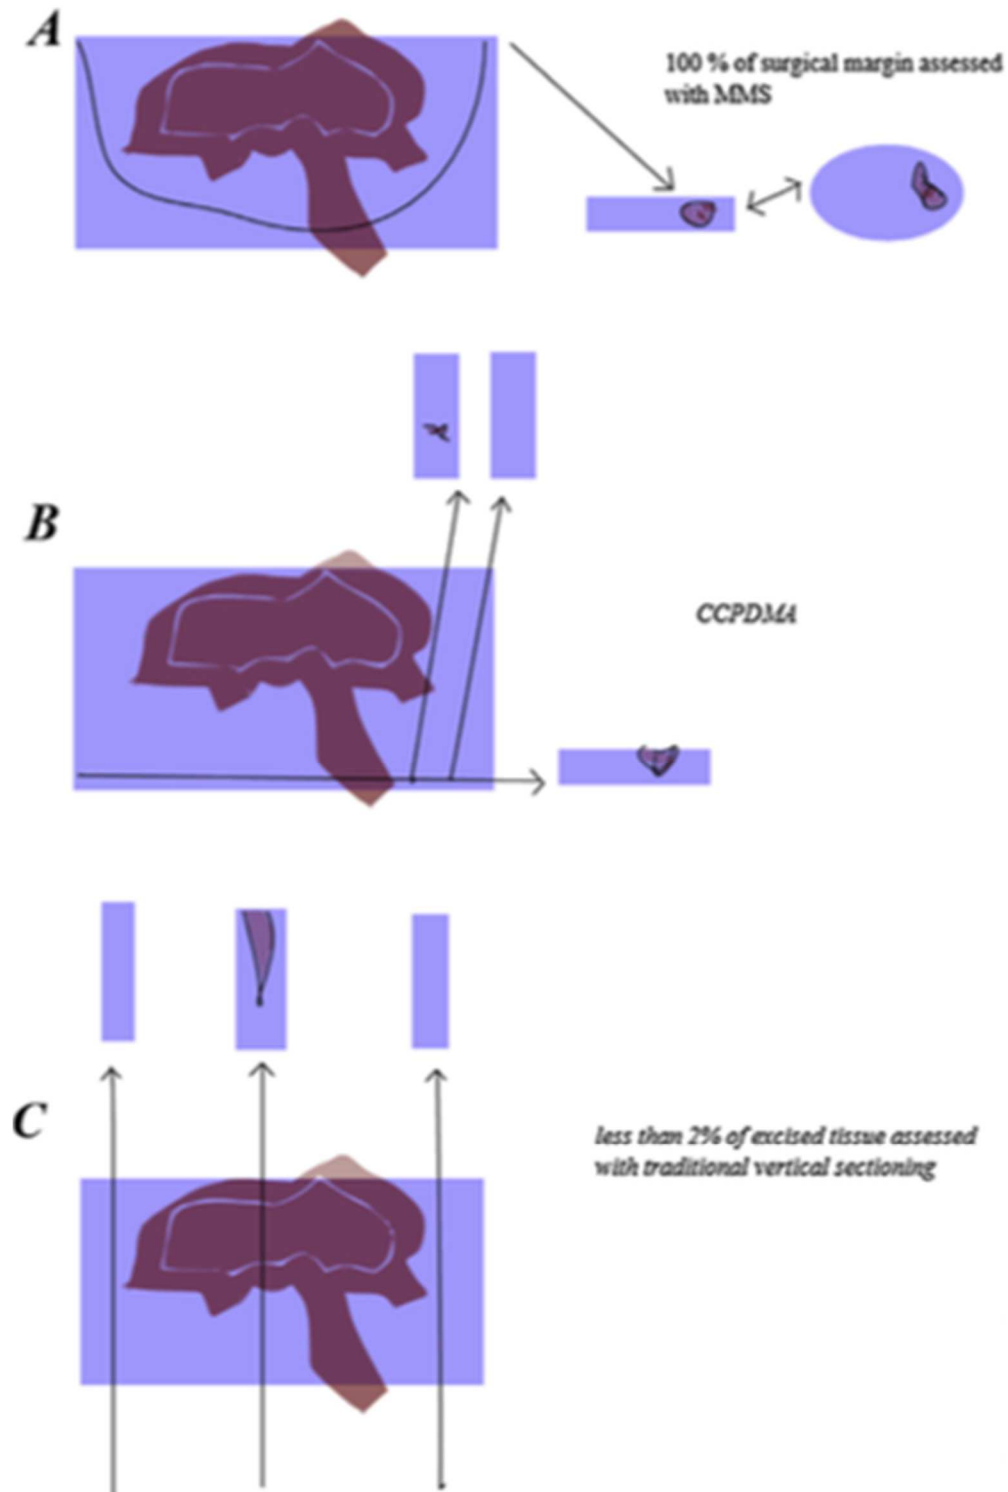 A
100 % of surgical margin assessed
with MMS
B
CCPDMA
C
less than 2% of excised tissue assessed
with traditional vertical sectioning